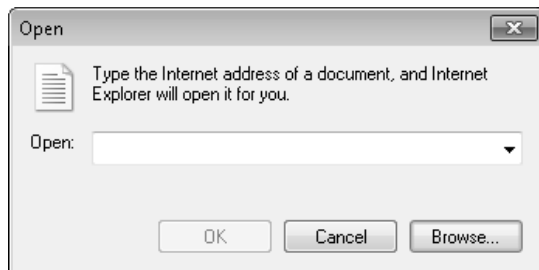 Open
Type the Internet address of a document, and Internet
Explorer will open it for you.
Open:
OK Cancel Browse...